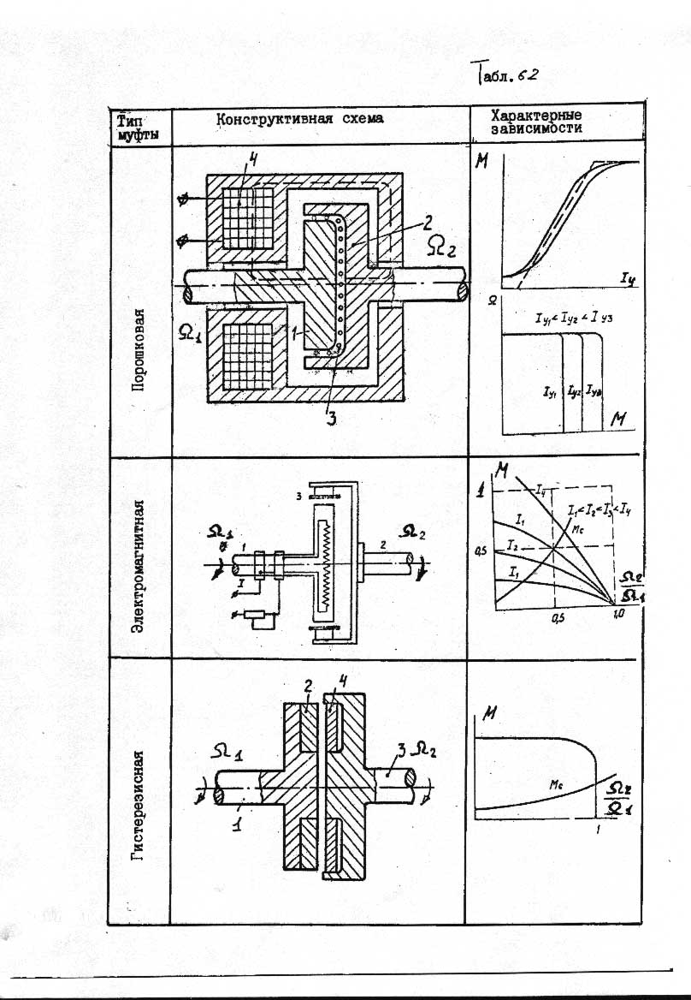 Табл. 62
Тип муфты
Конструктивная схема
Характерные зависимости
Порошковая
4
2
Ω2
Ω1
1
3
M
Iу
Ω
Iу1 < Iу2 < Iу3
Iу1
Iу2
Iу3
M
Электромагнитная
3
Ω1
1
I
Ω2
2
M
1
I4
I1<I2<I3<I4
I1
Mc
0,5
I2
I1
Ω2
Ω1
0,5
1,0
Гистерезисная
2
4
Ω1
3 Ω2
1
M
Mc
Ω2
Ω1
1